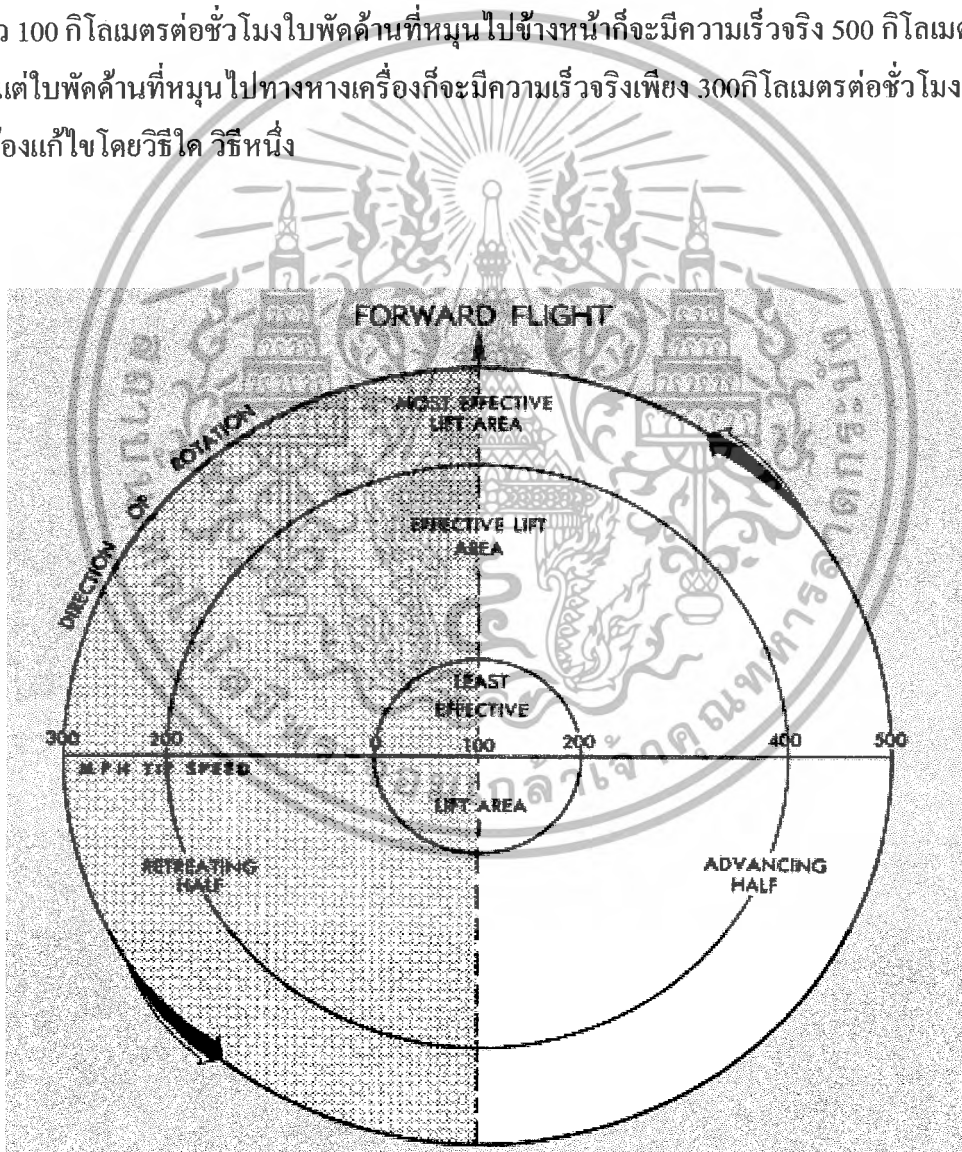 ว 100 กิโลเมตรต่อชั่วโมงใบพัดด้านที่หมุนไปข้างหน้าก็จะมีความเร็วจริง 500 กิโลเมต
แต่ใบพัดด้านที่หมุนไปทางหางเครื่องก็จะมีความเร็วจริงเพียง 300กิโลเมตรต่อชั่วโมง
องแก้ไขโดยวิธีใด วิธีหนึ่ง
FORWARD FLIGHT
DIRECTION OF ROTATION
MOST EFFECTIVE
LIFT AREA
EFFECTIVE LIFT
AREA
LEAST
EFFECTIVE
300 200 0 100 200 400 500
M P H TIP SPEED
LIFT AREA
RETREATING
HALF
ADVANCING
HALF